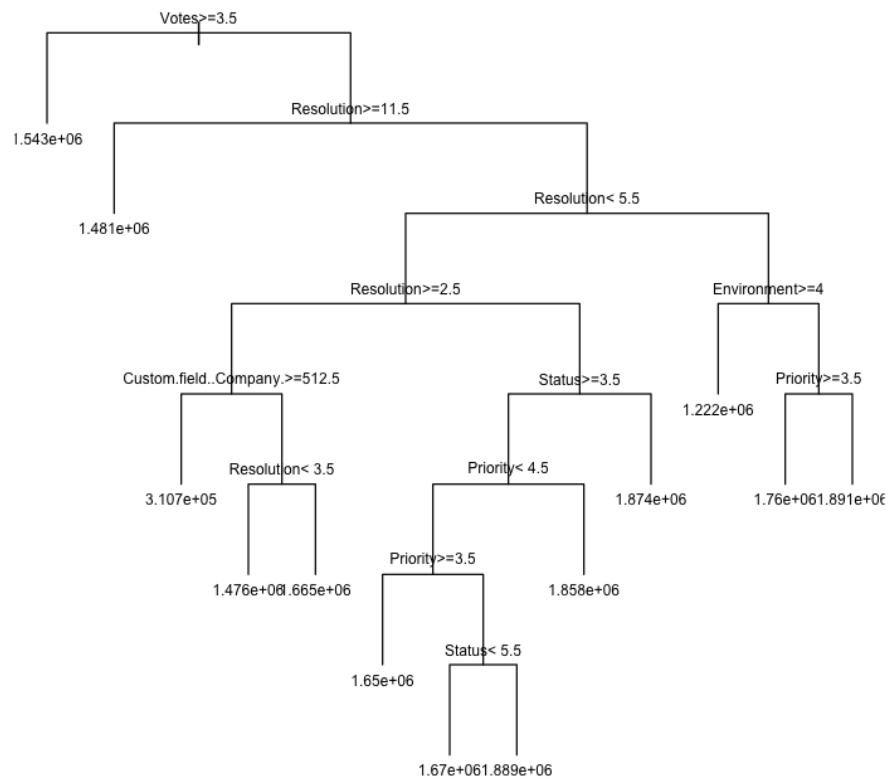 Votes>=3.5
1.543e+06
Resolution>=11.5
1.481e+06
Resolution< 5.5
Resolution>=2.5
Environment>=4
Custom.field..Company.>=512.5
Status>=3.5
1.222e+06
Priority>=3.5
3.107e+05
Resolution< 3.5
Priority< 4.5
1.874e+06
1.76e+06
1.891e+06
1.476e+06
1.665e+06
Priority>=3.5
1.858e+06
1.65e+06
Status< 5.5
1.67e+06
1.889e+06